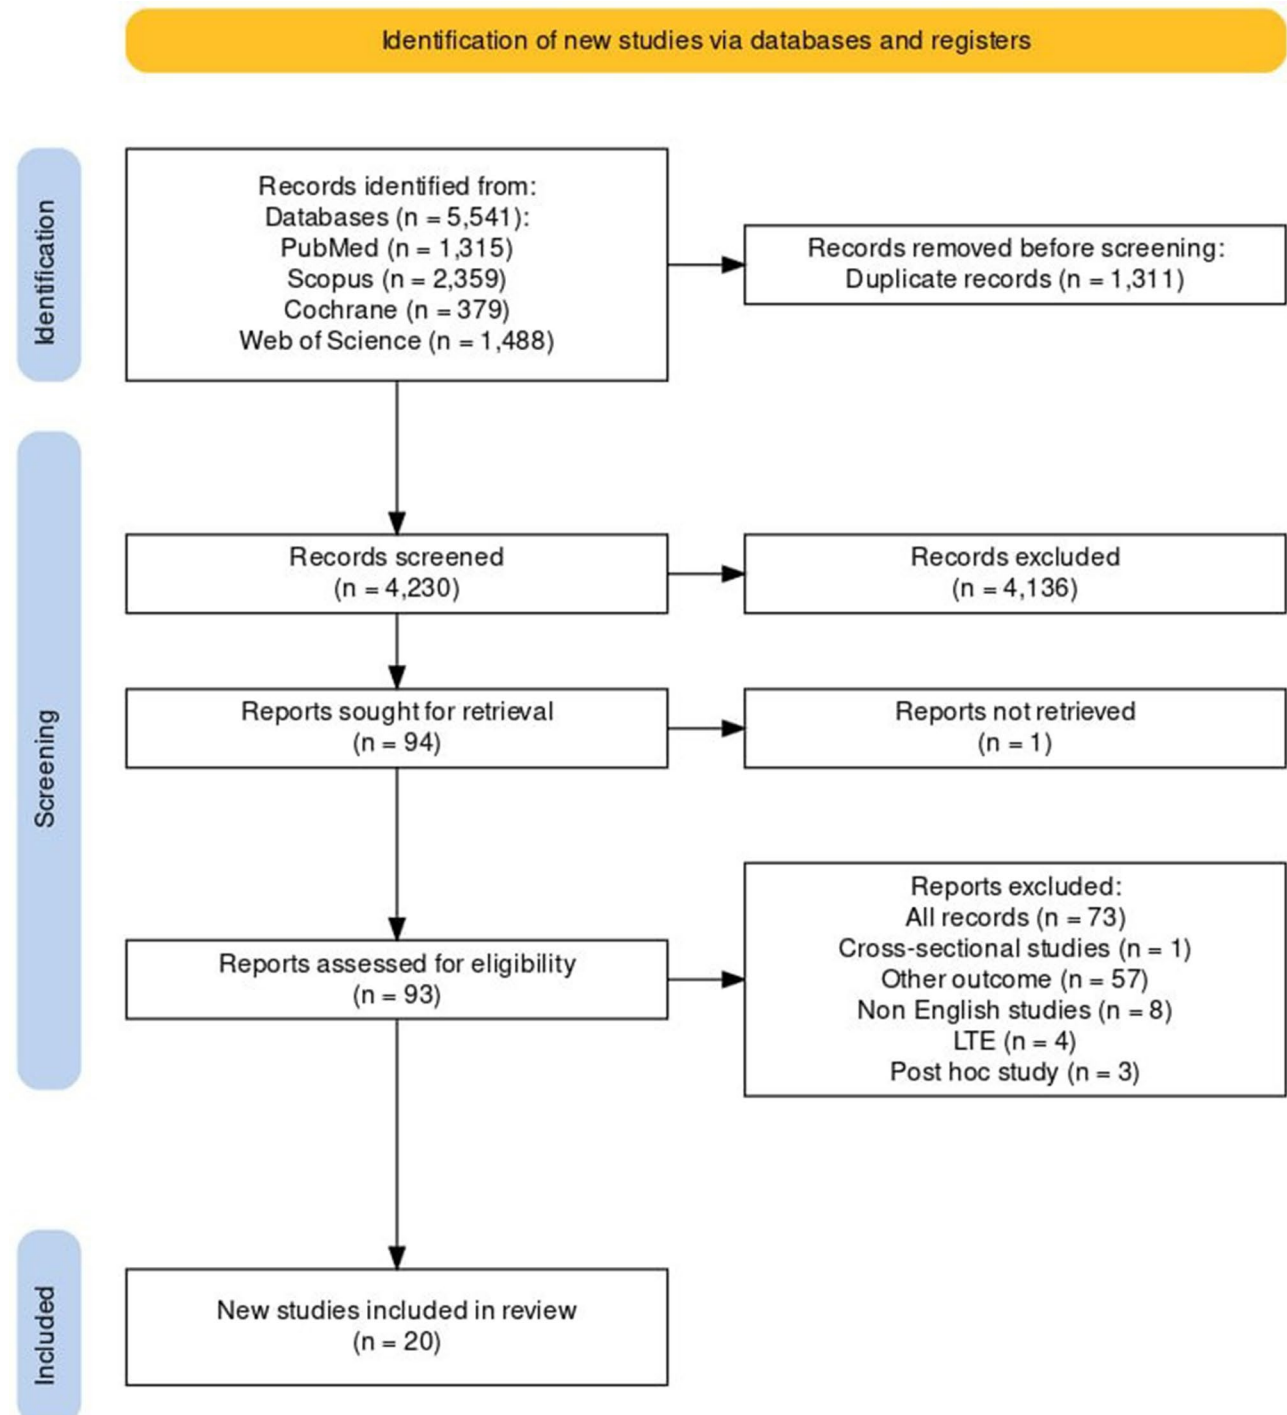 Identification of new studies via databases and registers
Identification
Records identified from:
Databases (n = 5,541):
PubMed (n = 1,315)
Scopus (n = 2,359)
Cochrane (n = 379)
Web of Science (n = 1,488)
Records removed before screening:
Duplicate records (n = 1,311)
Screening
Records screened
(n = 4,230)
Records excluded
(n = 4,136)
Reports sought for retrieval
(n = 94)
Reports not retrieved
(n = 1)
Reports assessed for eligibility
(n = 93)
Reports excluded:
All records (n = 73)
Cross-sectional studies (n = 1)
Other outcome (n = 57)
Non English studies (n = 8)
LTE (n = 4)
Post hoc study (n = 3)
Included
New studies included in review
(n = 20)